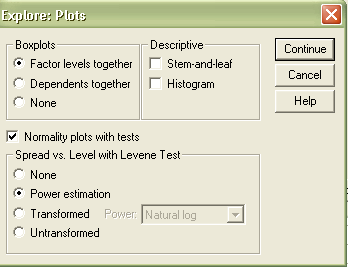 Explore: Plots
Boxplots
Factor levels together
Dependents together
None
Descriptive
Stem-and-leaf
Histogram
Continue
Cancel
Help
Normality plots with tests
Spread vs. Level with Levene Test
None
Power estimation
Transformed Power: Natural log
Untransformed